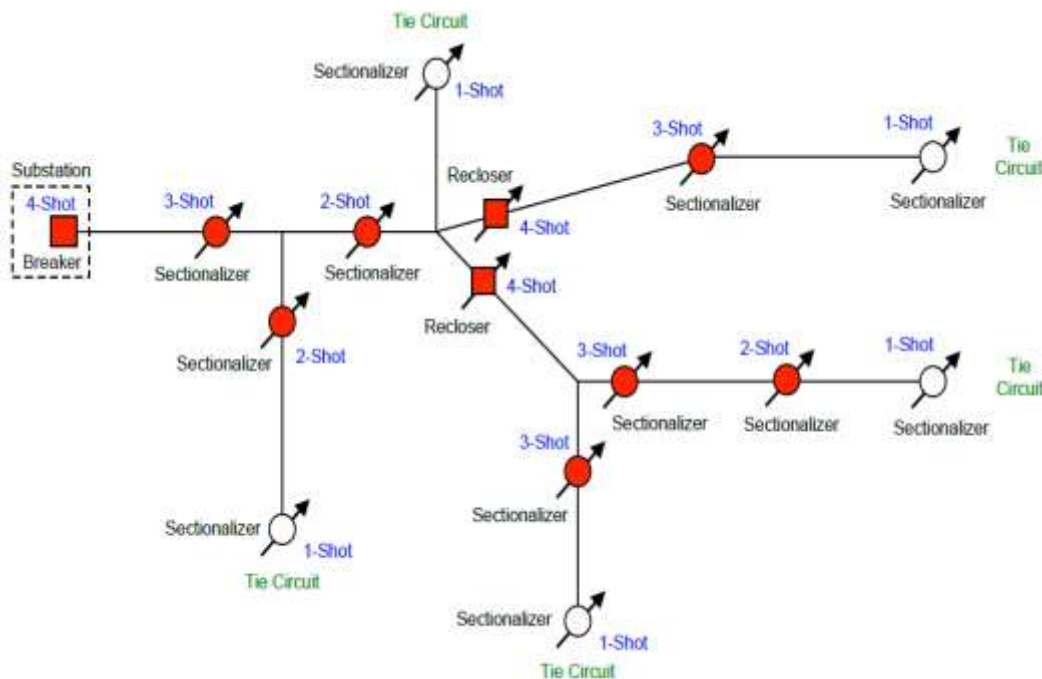 Tie Circuit
Sectionalizer
1-Shot
3-Shot
1-Shot
Tie
Circuit
Substation
Recloser
4-Shot
3-Shot
2-Shot
4-Shot
Sectionalizer
Sectionalizer
Breaker
Sectionalizer
Sectionalizer
4-Shot
Recloser
Sectionalizer
2-Shot
3-Shot
2-Shot
1-Shot
Tie
Circuit
Sectionalizer
Sectionalizer
Sectionalizer
3-Shot
Sectionalizer
Sectionalizer
1-Shot
Tie Circuit
Sectionalizer
1-Shot
Tie Circuit